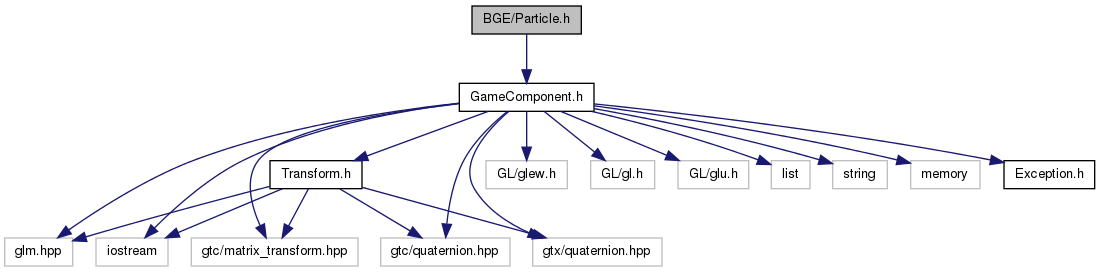 BGE/Particle.h
GameComponent.h
Transform.h
GL/glew.h
GL/gl.h
GL/glu.h
list
string
memory
Exception.h
glm.hpp
iostream
gtc/matrix_transform.hpp
gtc/quaternion.hpp
gtx/quaternion.hpp